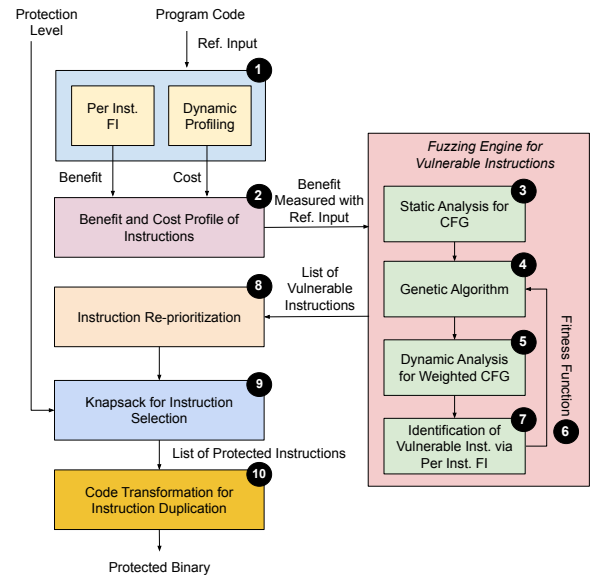 Protection
Level
Program Code
Ref. Input
1
Per Inst.
FI
Dynamic
Profiling
Benefit
Cost
2
Benefit and Cost Profile of
Instructions
Benefit
Measured with
Ref. Input
Fuzzing Engine for
Vulnerable Instructions
3
Static Analysis for
CFG
4
Genetic Algorithm
5
Dynamic Analysis
for Weighted CFG
7
Identification of
Vulnerable Inst. via
Per Inst. FI
Fitness Function
6
List of
Vulnerable
Instructions
8
Instruction Re-prioritization
9
Knapsack for Instruction
Selection
List of Protected Instructions
10
Code Transformation for
Instruction Duplication
Protected Binary